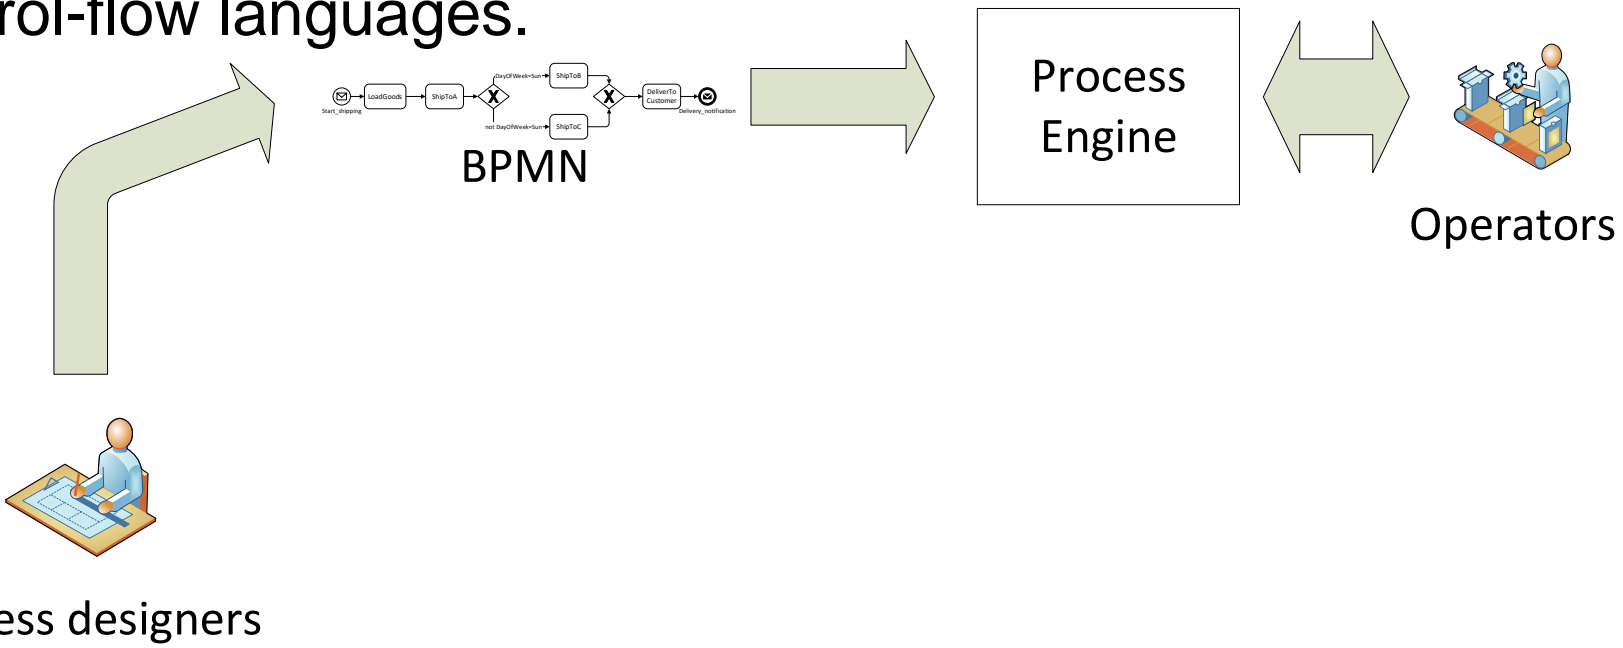 rol-flow languages.
DayOfWeek=Sun
ShipToB
LoadGoods
ShipToA
X
X
DeliverTo
Customer
Start_shipping
Delivery_notification
not DayOfWeek=Sun
ShipToC
BPMN
Process
Engine
Operators
ess designers